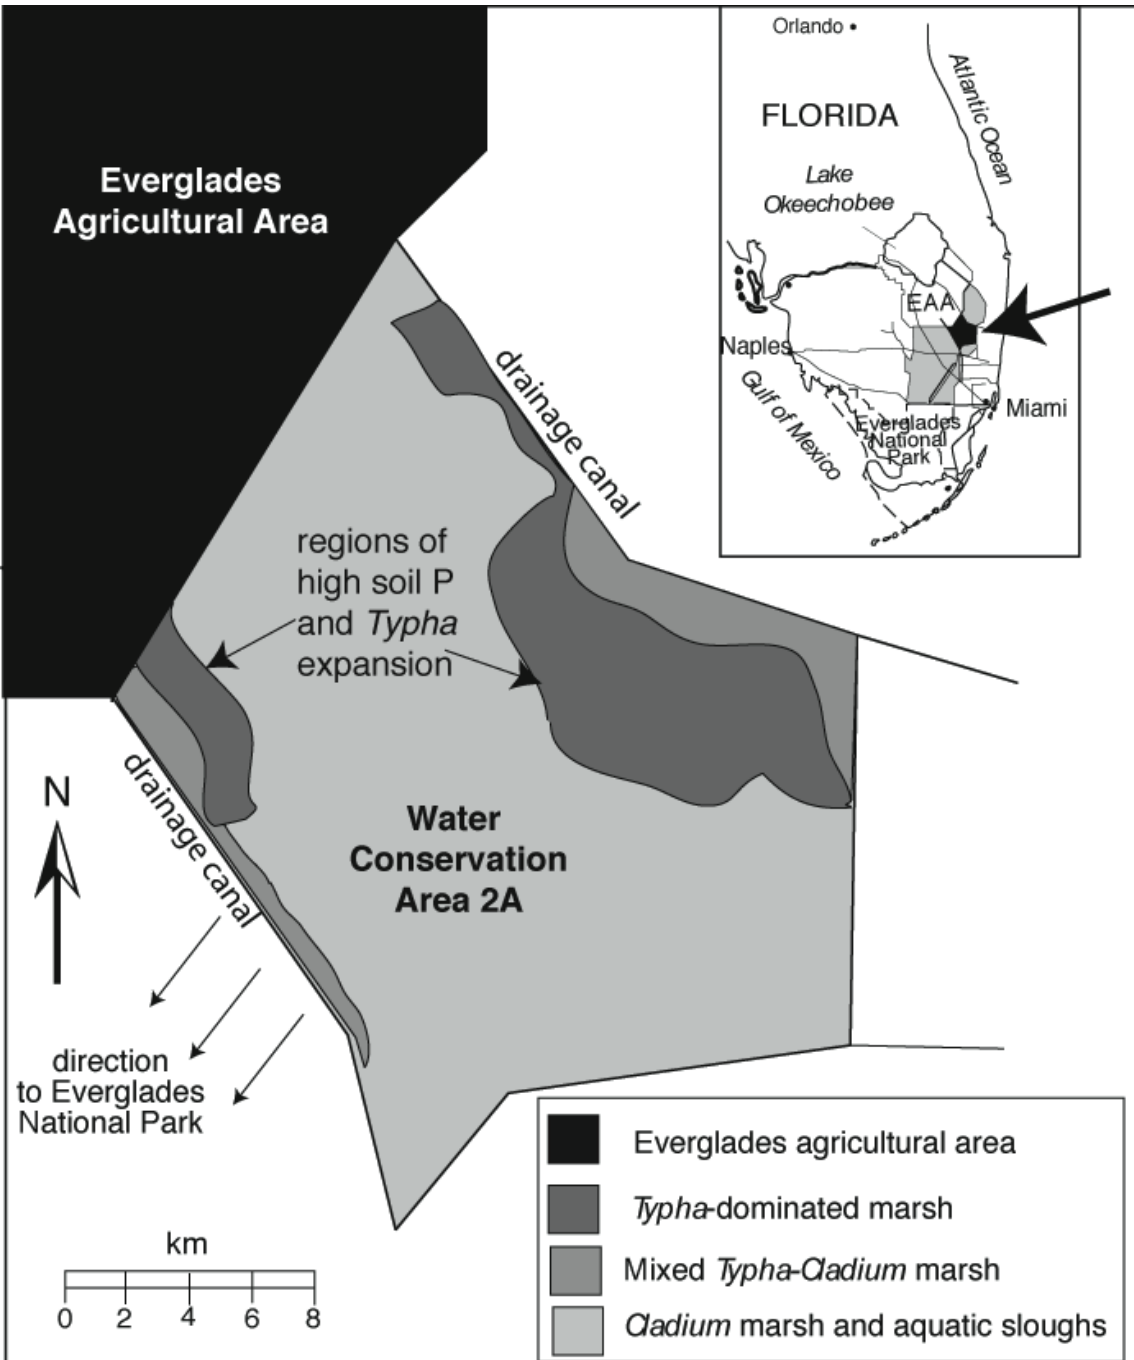 Everglades
Agricultural Area
Orlando
FLORIDA
Atlantic Ocean
Lake
Okeechobee
EAA
Naples
Miami
Gulf of Mexico
Everglades
National
Park
drainage canal
regions of
high soil P
and Typha
expansion
N
drainage canal
Water
Conservation
Area 2A
direction
to Everglades
National Park
km
0 2 4 6 8
Everglades agricultural area
Typha-dominated marsh
Mixed Typha-Cladium marsh
Cladium marsh and aquatic sloughs